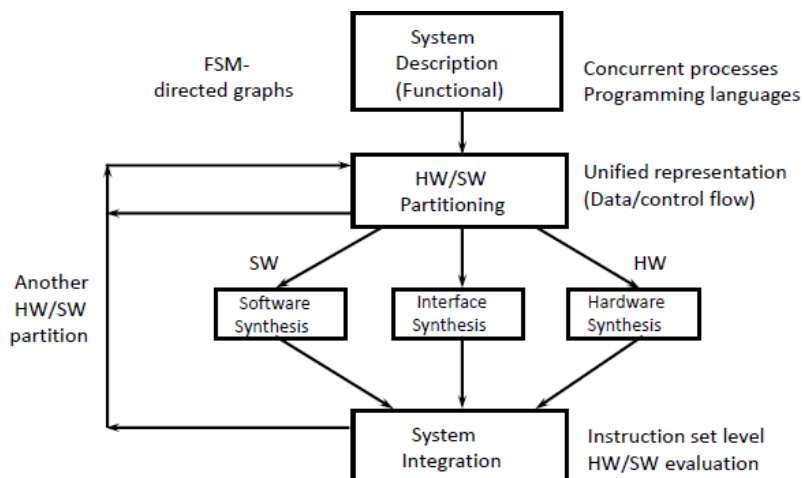 System
Description
(Functional)
FSM-
directed graphs
Concurrent processes
Programming languages
HW/SW
Partitioning
Unified representation
(Data/control flow)
SW
HW
Another
HW/SW
partition
Software
Synthesis
Interface
Synthesis
Hardware
Synthesis
System
Integration
Instruction set level
HW/SW evaluation